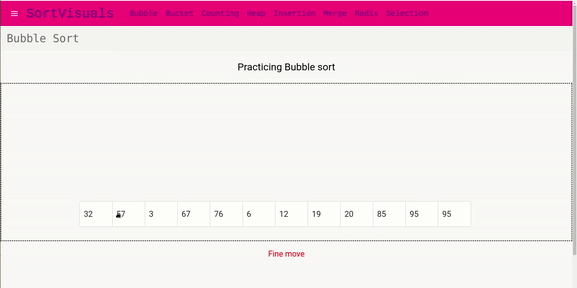 SortVisuals Bubble Bucket Counting Heap Insertion Merge Radix Selection
Bubble Sort
Practicing Bubble sort
32 57 3 67 76 6 12 19 20 85 95 95
Fine move